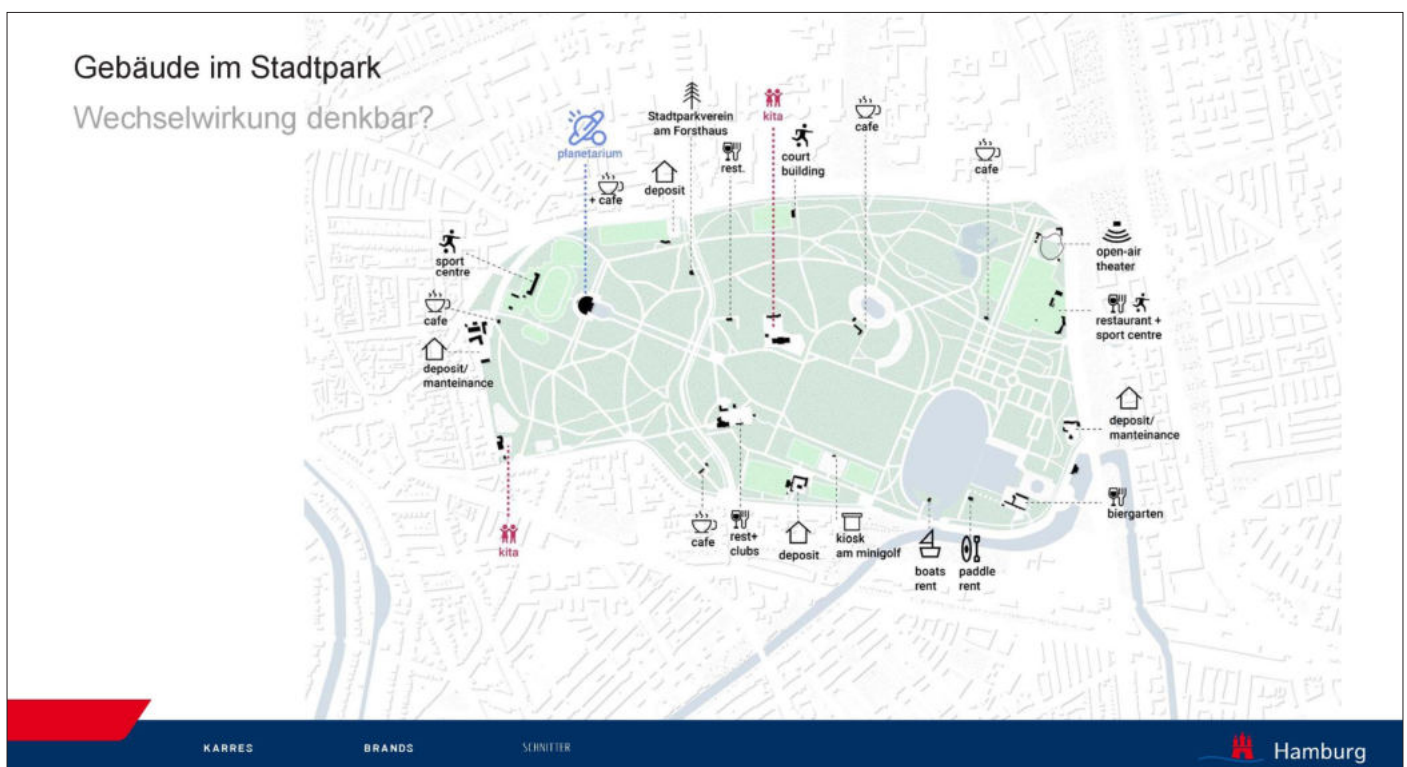 Gebäude im Stadtpark
Wechselwirkung denkbar?
planetarium
+ cafe
deposit
Stadtparkverein
am Forsthaus
rest.
kita
court
building
cafe
cafe
open-air
theater
restaurant +
sport centre
sport
centre
cafe
deposit/
manteinance
deposit/
manteinance
biergarten
kita
cafe
rest+
clubs
deposit
kiosk
am minigolf
boats
rent
paddle
rent
KARRES
BRANDS
SCHNITTER
Hamburg